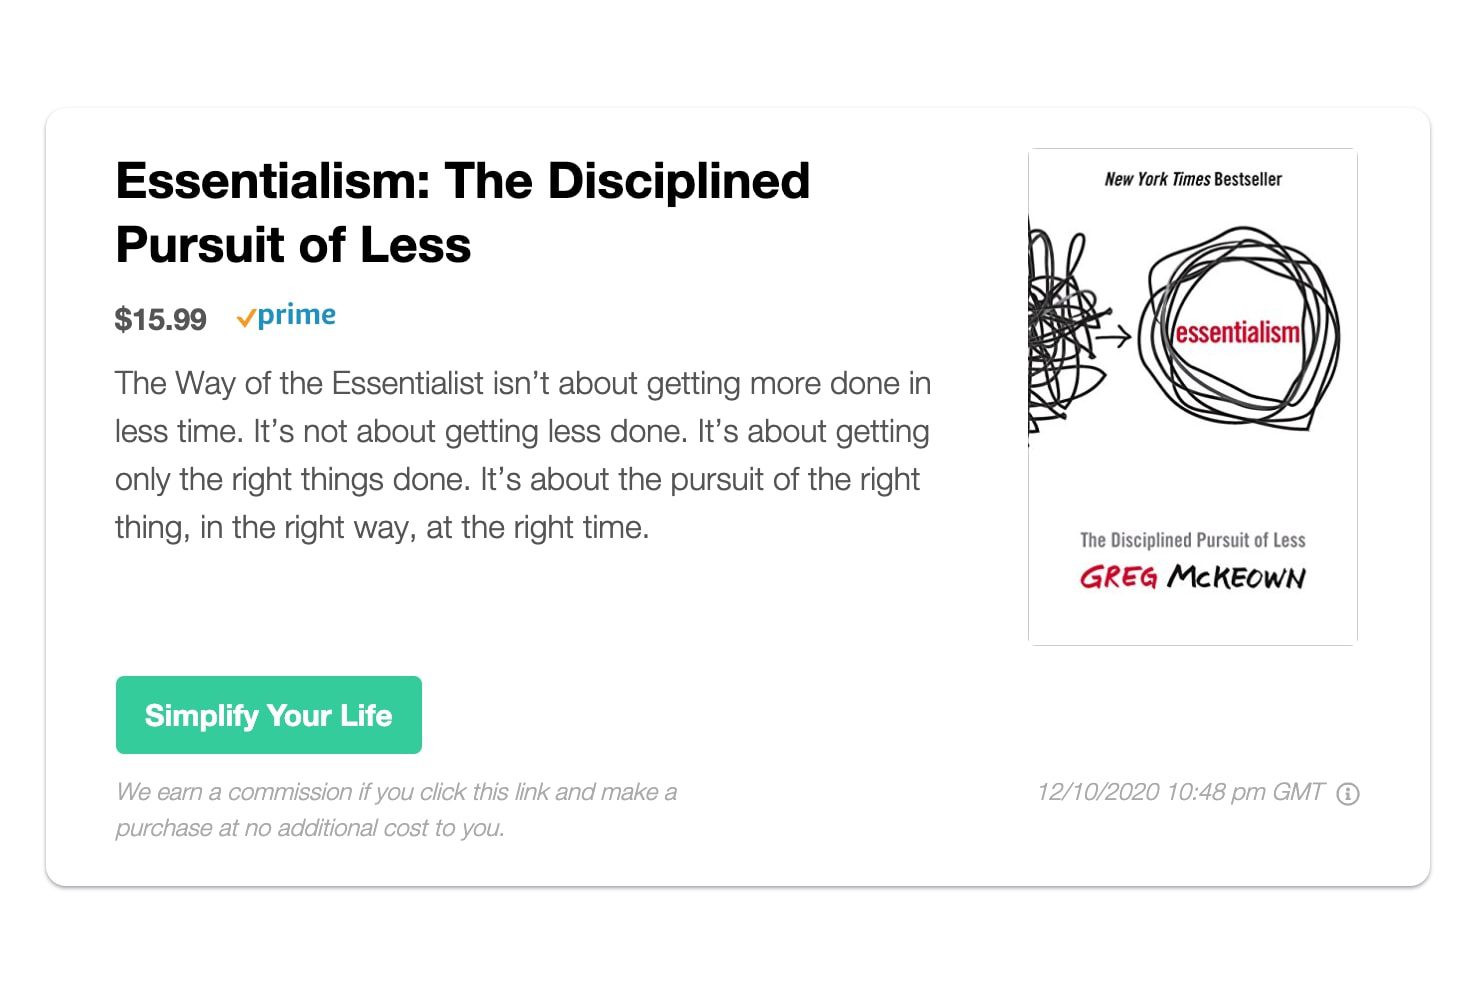 Essentialism: The Disciplined
Pursuit of Less
$15.99 prime
The Way of the Essentialist isn’t about getting more done in
less time. It’s not about getting less done. It’s about getting
only the right things done. It’s about the pursuit of the right
thing, in the right way, at the right time.
Simplify Your Life
We earn a commission if you click this link and make a
purchase at no additional cost to you.
New York Times Bestseller
essentialism
The Disciplined Pursuit of Less
GREG McKEOWN
12/10/2020 10:48 pm GMT